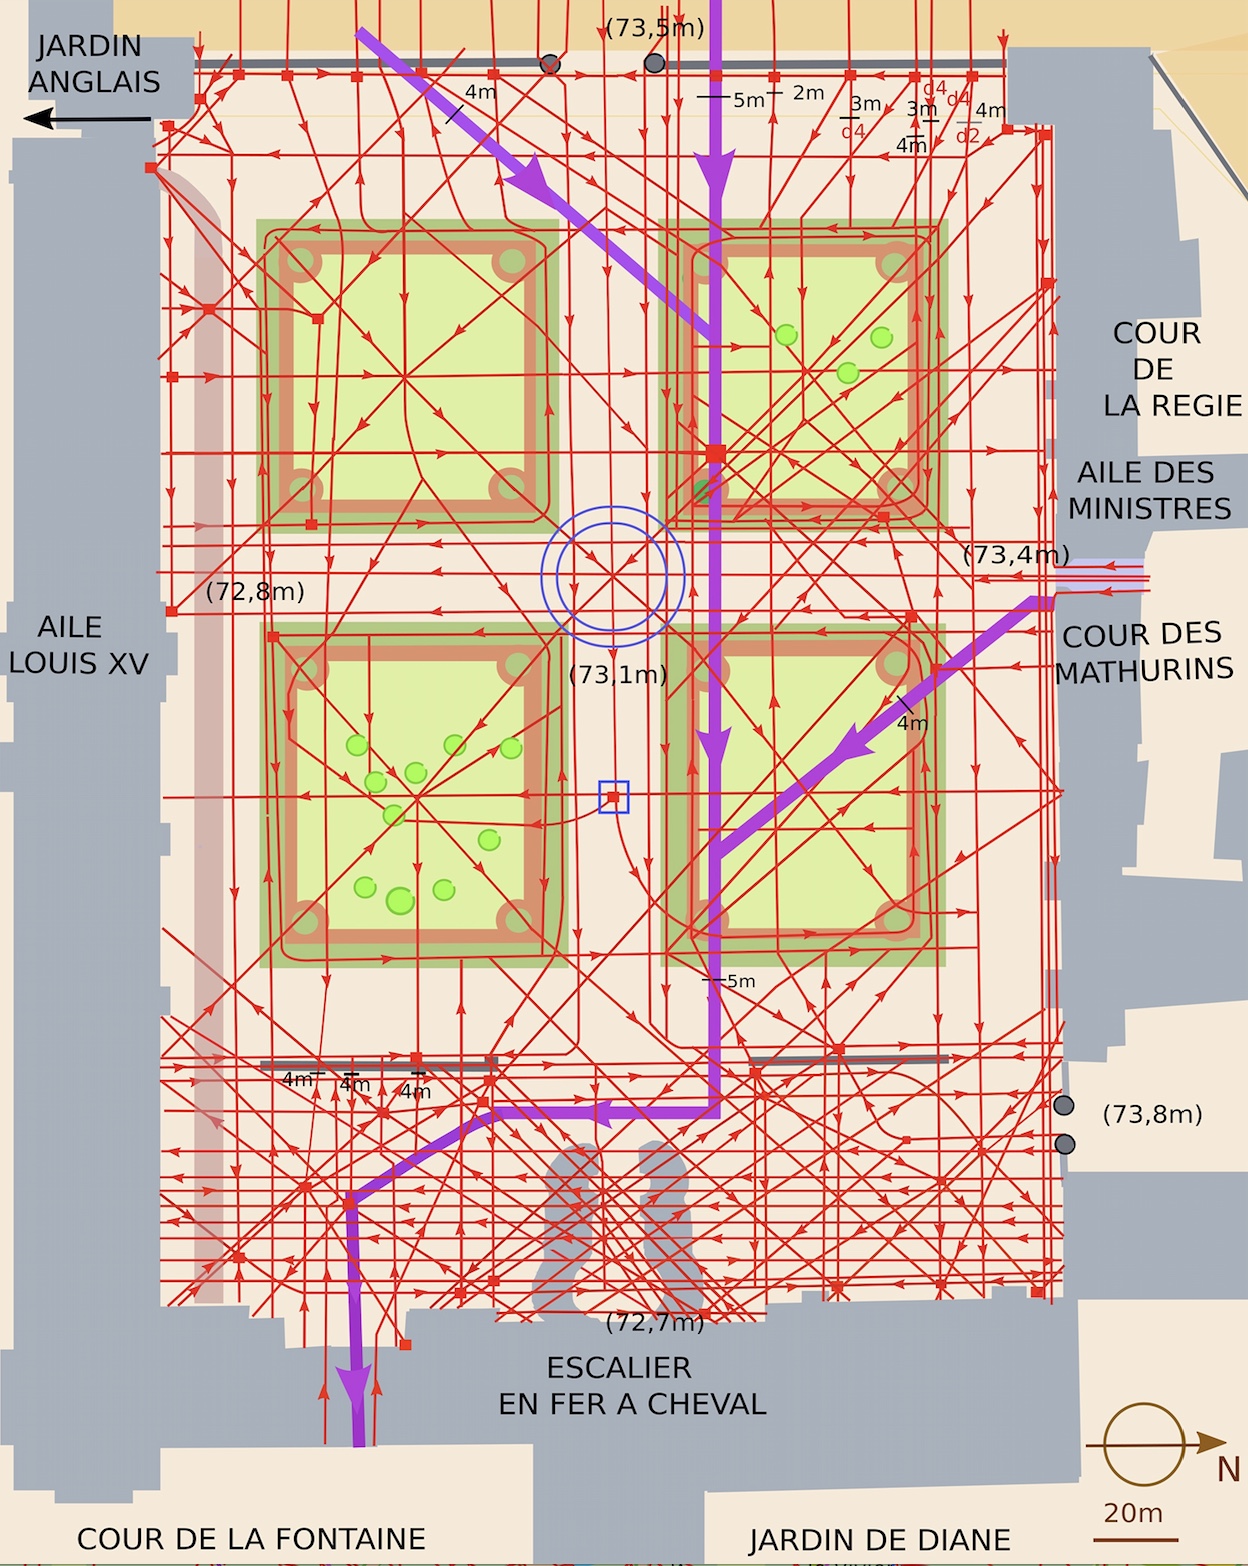 (73,5m)
JARDIN
ANGLAIS
4m
5m
2m
3m
d4
d4
d4
3m
4m
4m
d2
COUR
DE
LA REGIE
AILE DES
MINISTRES
(73,4m)
(72,8m)
AILE
LOUIS XV
COUR DES
MATHURINS
(73,1m)
4m
5m
4m
4m
4m
(73,8m)
(72,7m)
ESCALIER
EN FER A CHEVAL
N
20m
COUR DE LA FONTAINE
JARDIN DE DIANE